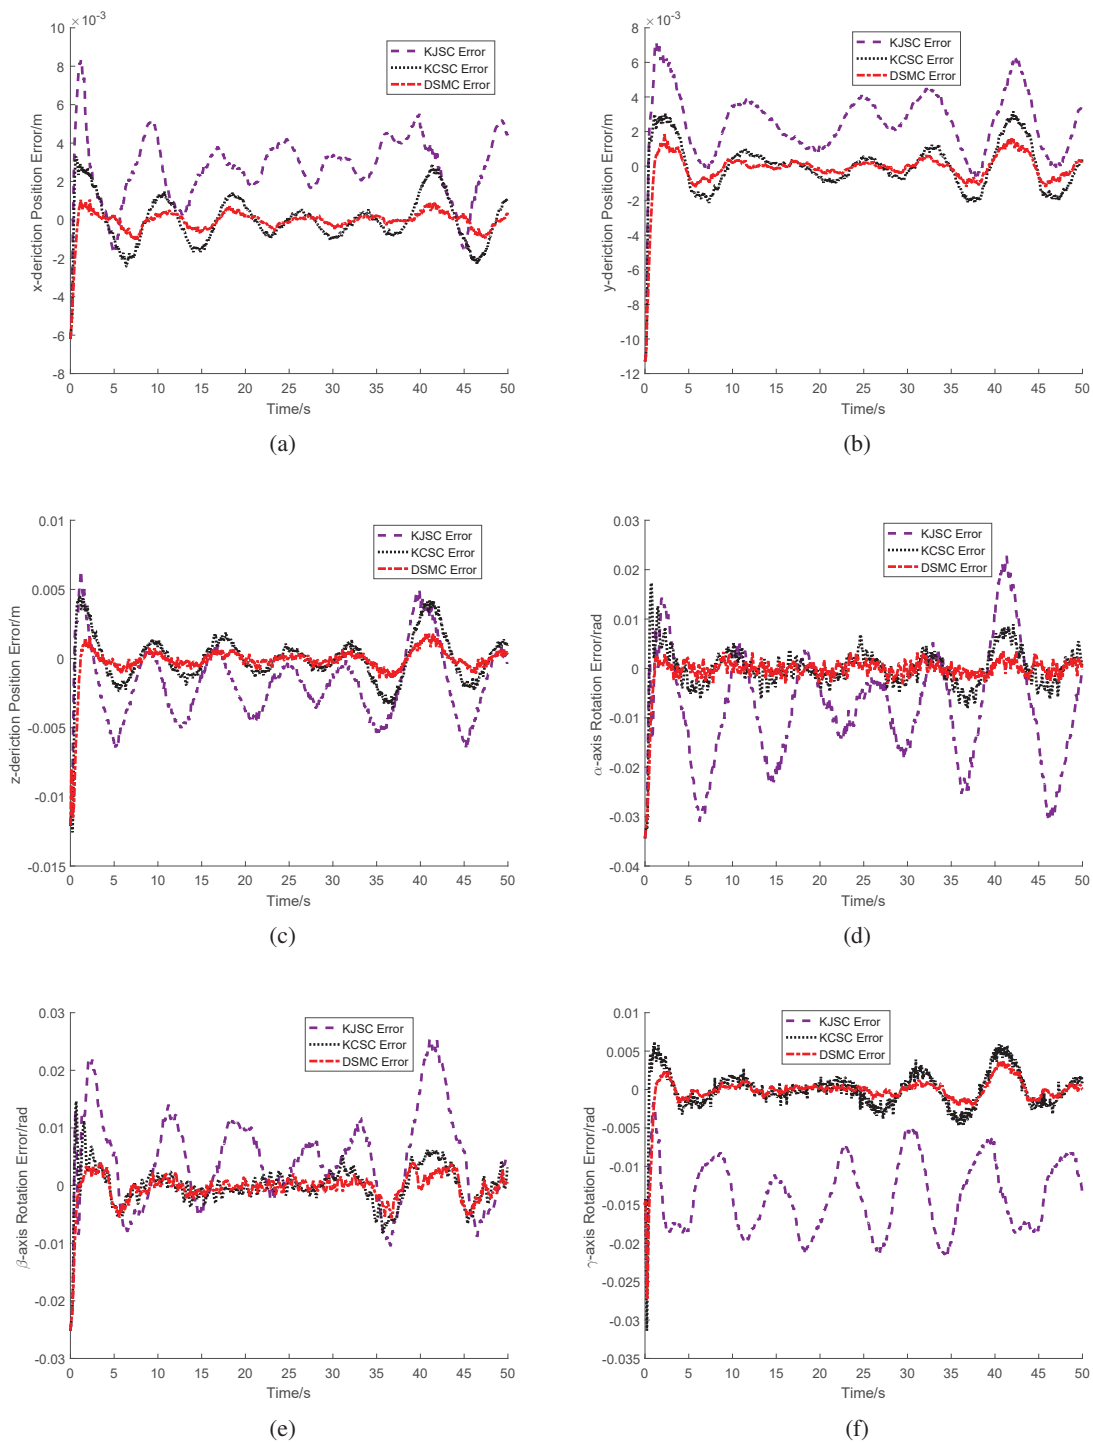 ×10⁻³
10
8
6
4
2
0
-2
-4
-6
-8
x-deriction Position Error/m
KJSC Error
KCSC Error
DSMC Error
0 5 10 15 20 25 30 35 40 45 50
Time/s
(a)
×10⁻³
8
6
4
2
0
-2
-4
-6
-8
-10
-12
y-deriction Position Error/m
KJSC Error
KCSC Error
DSMC Error
0 5 10 15 20 25 30 35 40 45 50
Time/s
(b)
0.01
0.005
0
-0.005
-0.01
-0.015
z-deriction Position Error/m
KJSC Error
KCSC Error
DSMC Error
0 5 10 15 20 25 30 35 40 45 50
Time/s
(c)
0.03
0.02
0.01
0
-0.01
-0.02
-0.03
-0.04
α-axis Rotation Error/rad
KJSC Error
KCSC Error
DSMC Error
0 5 10 15 20 25 30 35 40 45 50
Time/s
(d)
0.03
0.02
0.01
0
-0.01
-0.02
-0.03
β-axis Rotation Error/rad
KJSC Error
KCSC Error
DSMC Error
0 5 10 15 20 25 30 35 40 45 50
Time/s
(e)
0.01
0.005
0
-0.005
-0.01
-0.015
-0.02
-0.025
-0.03
-0.035
γ-axis Rotation Error/rad
KJSC Error
KCSC Error
DSMC Error
0 5 10 15 20 25 30 35 40 45 50
Time/s
(f)